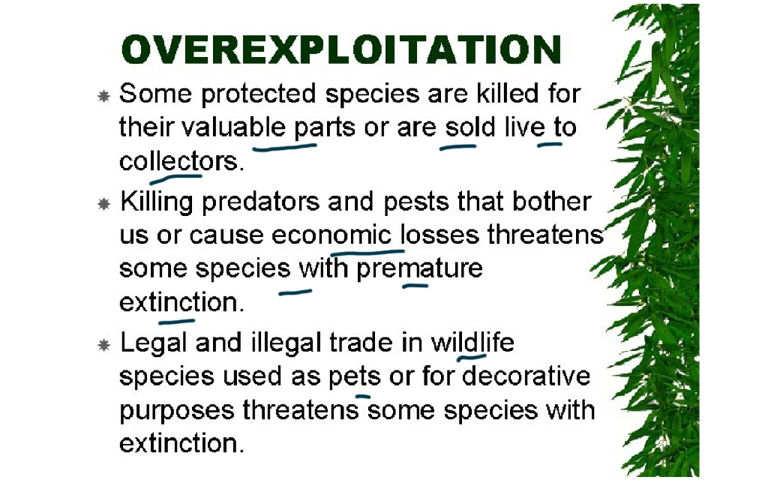 OVEREXPLOITATION
Some protected species are killed for
their valuable parts or are sold live to
collectors.
Killing predators and pests that bother
us or cause economic losses threatens
some species with premature
extinction.
Legal and illegal trade in wildlife
species used as pets or for decorative
purposes threatens some species with
extinction.